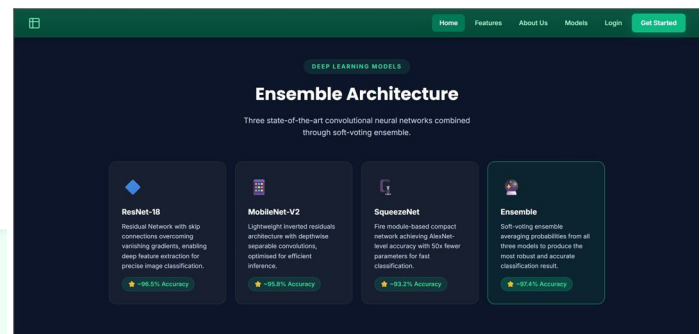 Home Features About Us Models Login Get Started
DEEP LEARNING MODELS
Ensemble Architecture
Three state-of-the-art convolutional neural networks combined
through soft-voting ensemble.
ResNet-18
Residual Network with skip
connections overcoming
vanishing gradients, enabling
deep feature extraction for
precise image classification.
~96.5% Accuracy
MobileNet-V2
Lightweight inverted residuals
architecture with depthwise
separable convolutions,
optimised for efficient
inference.
~95.8% Accuracy
SqueezeNet
Fire module-based compact
network achieving AlexNet-
level accuracy with 50x fewer
parameters for fast
classification.
~93.2% Accuracy
Ensemble
Soft-voting ensemble
averaging probabilities from all
three models to produce the
most robust and accurate
classification result.
~97.4% Accuracy